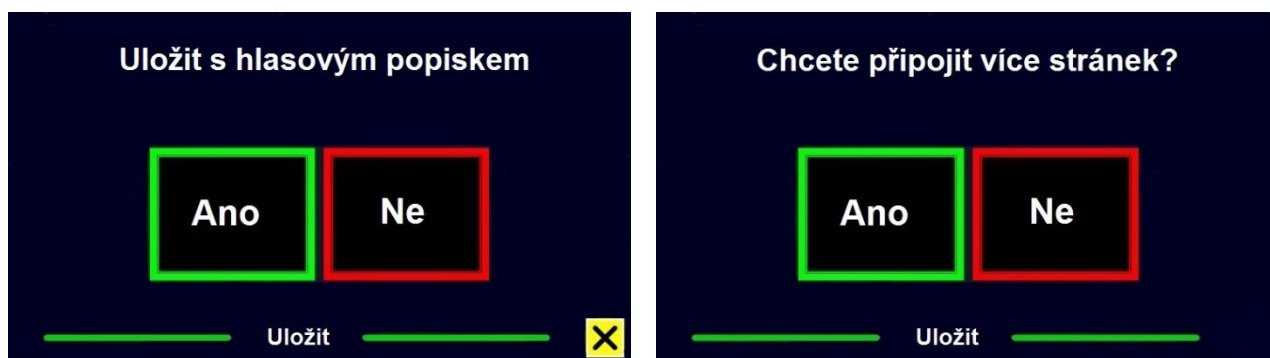 Uložit s hlasovým popiskem
Ano
Ne
Uložit
Chcete připojit více stránek?
Ano
Ne
Uložit